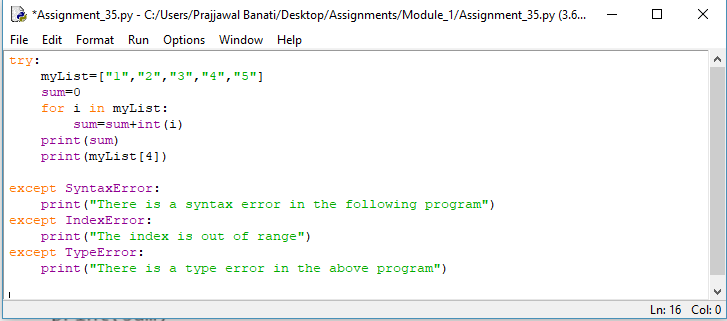 *Assignment_35.py - C:/Users/Prajjawal Banati/Desktop/Assignments/Module_1/Assignment_35.py (3.6...
File Edit Format Run Options Window Help
try:
    myList=["1","2","3","4","5"]
    sum=0
    for i in myList:
        sum=sum+int(i)
    print(sum)
    print(myList[4])

except SyntaxError:
    print("There is a syntax error in the following program")
except IndexError:
    print("The index is out of range")
except TypeError:
    print("There is a type error in the above program")
Ln: 16 Col: 0